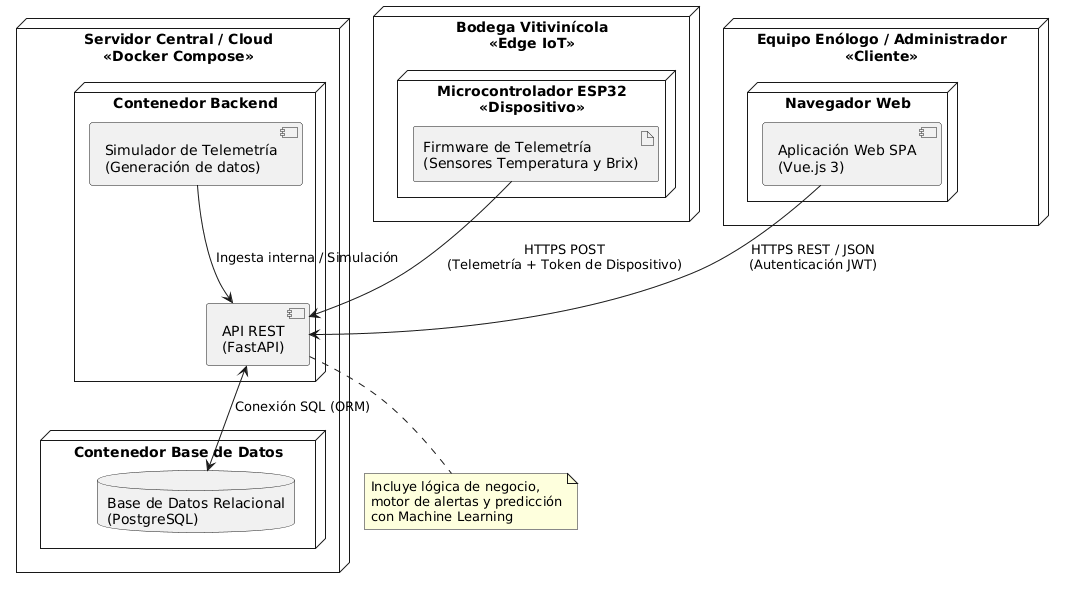 Servidor Central / Cloud
«Docker Compose»
Contenedor Backend
Simulador de Telemetría
(Generación de datos)
Ingesta interna / Simulación
API REST
(FastAPI)
Conexión SQL (ORM)
Contenedor Base de Datos
Base de Datos Relacional
(PostgreSQL)
Bodega Vitivinícola
«Edge IoT»
Microcontrolador ESP32
«Dispositivo»
Firmware de Telemetría
(Sensores Temperatura y Brix)
HTTPS POST
(Telemetría + Token de Dispositivo)
Equipo Enólogo / Administrador
«Cliente»
Navegador Web
Aplicación Web SPA
(Vue.js 3)
HTTPS REST / JSON
(Autenticación JWT)
Incluye lógica de negocio,
motor de alertas y predicción
con Machine Learning